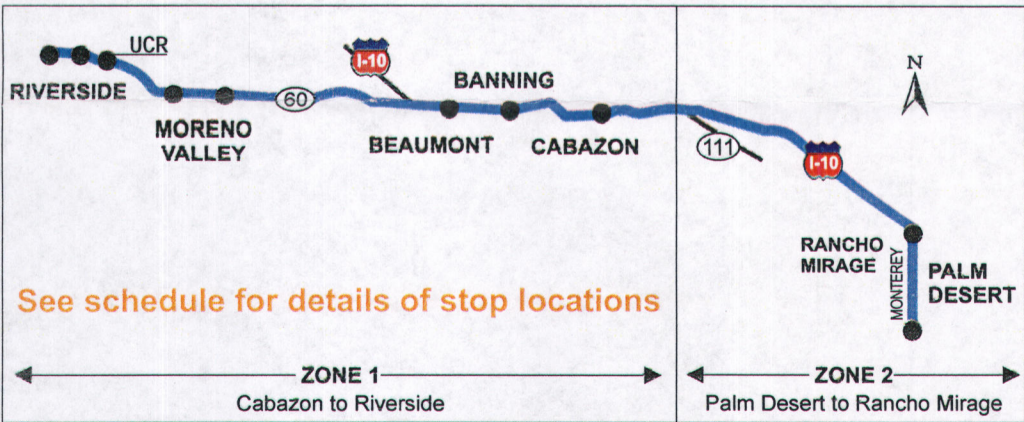 UCR
RIVERSIDE
MORENO
VALLEY
60
I-10
BEAUMONT
BANNING
CABAZON
111
I-10
N
RANCHO
MIRAGE
MONTEREY
PALM
DESERT
See schedule for details of stop locations
ZONE 1
Cabazon to Riverside
ZONE 2
Palm Desert to Rancho Mirage